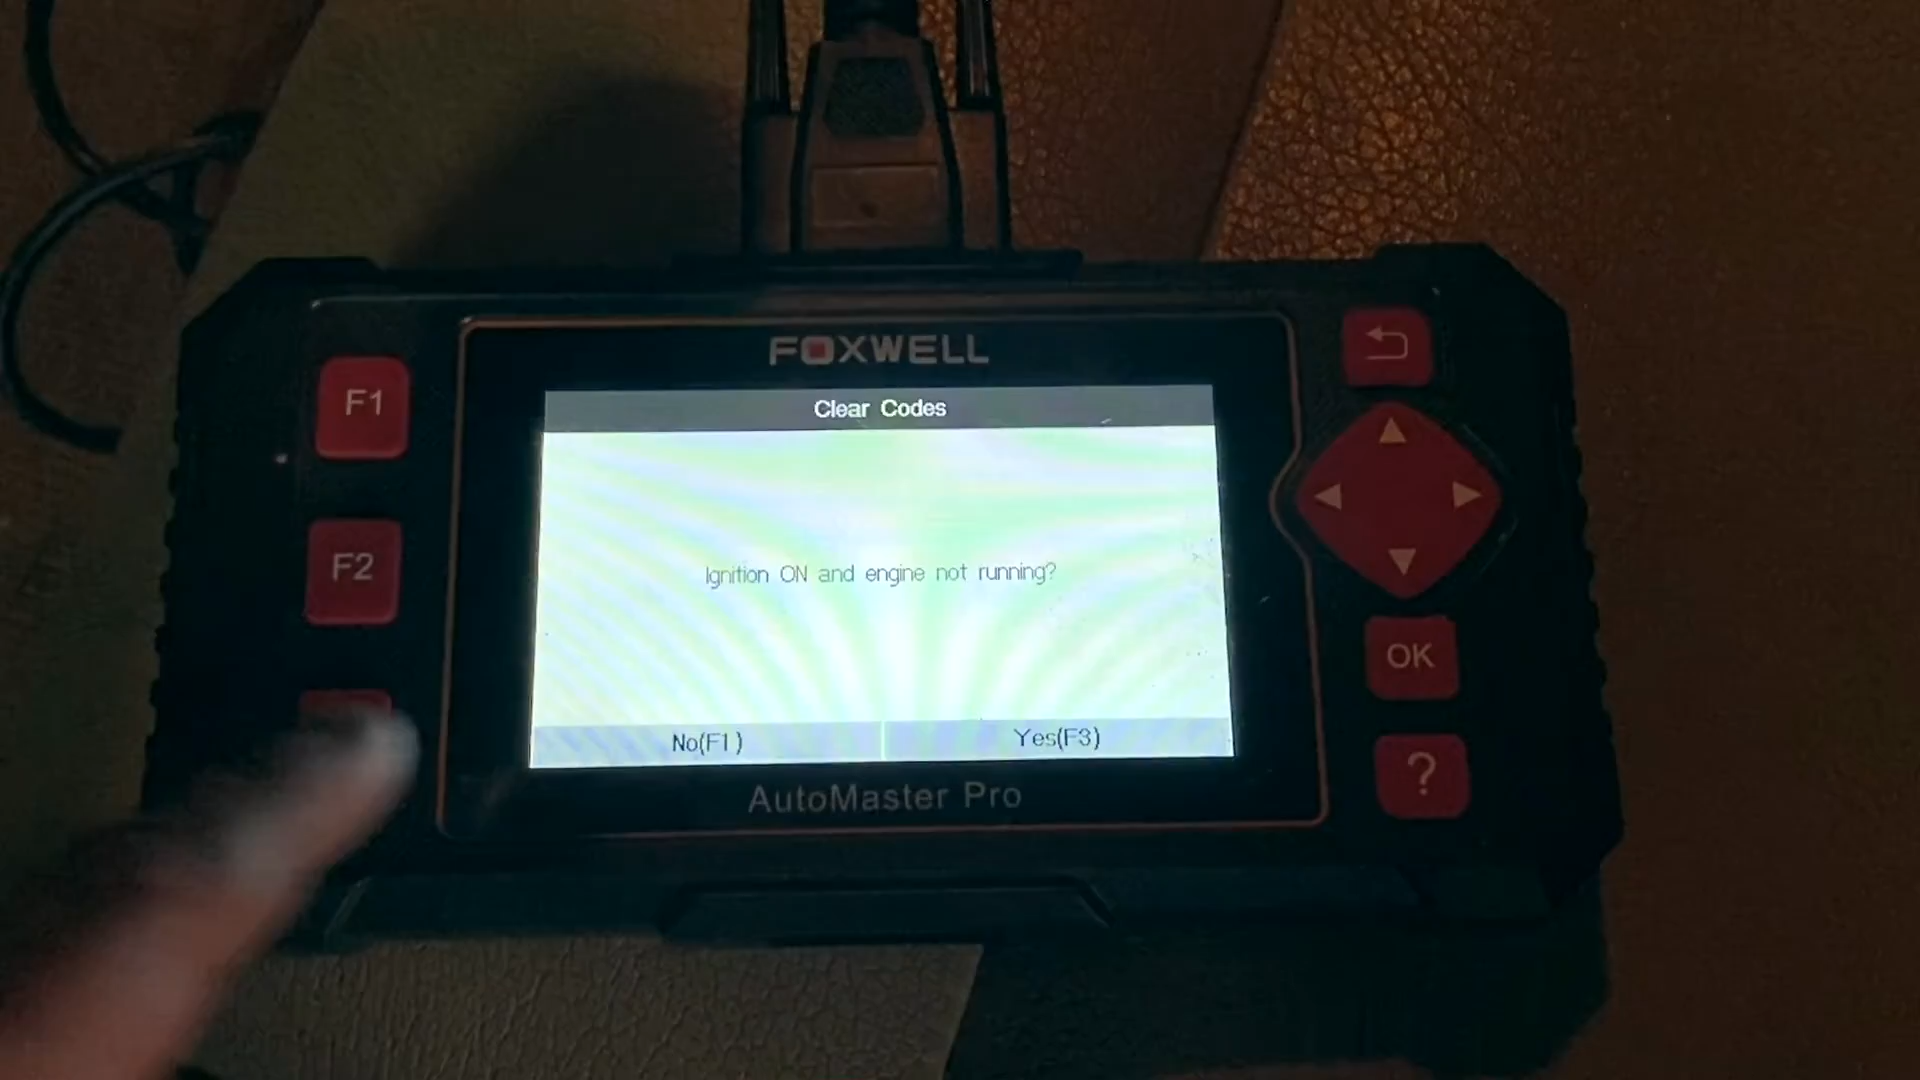 FOXWELL
F1
Clear Codes
F2
Ignition ON and engine not running?
OK
No(F1)
Yes(F3)
?
AutoMaster Pro